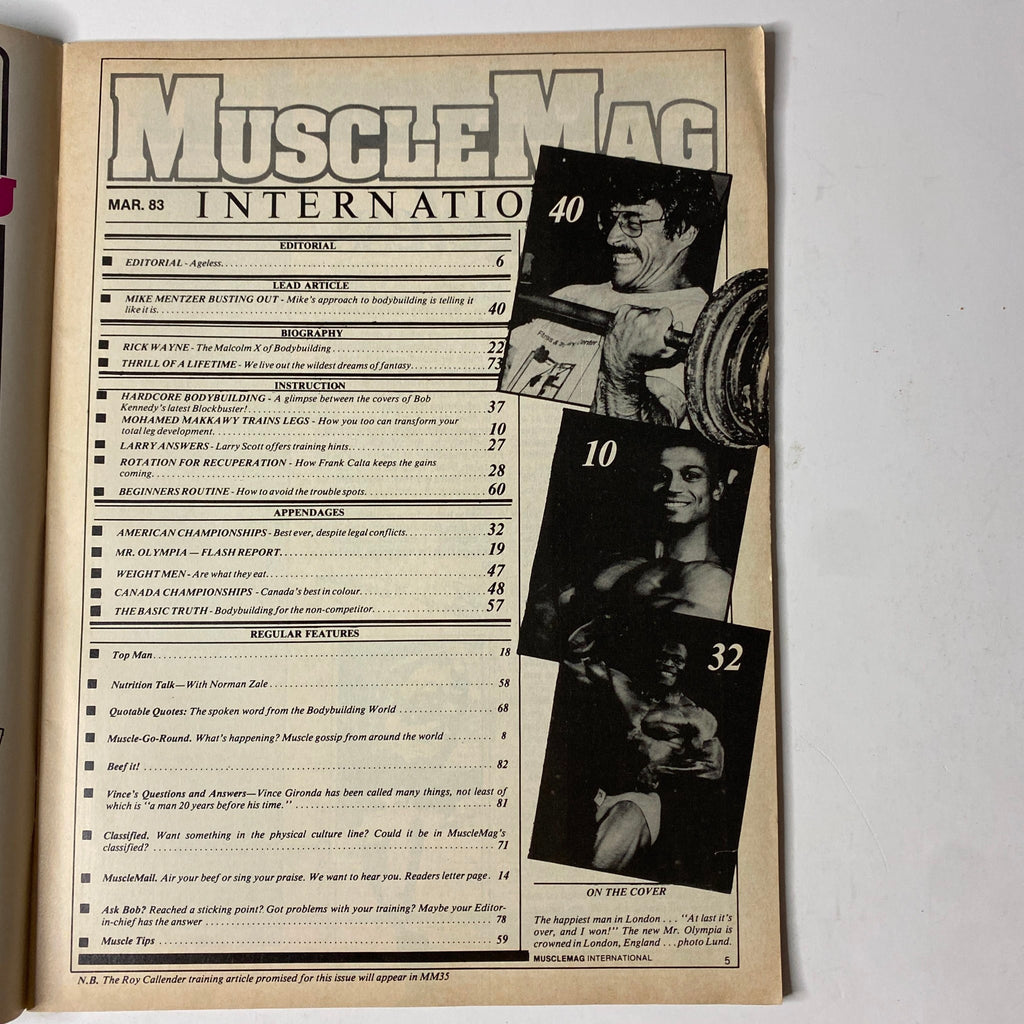 MUSCLEMAG
MAR. 83 INTERNATIO
EDITORIAL
EDITORIAL - Ageless. 6
LEAD ARTICLE
MIKE MENTZER BUSTING OUT - Mike's approach to bodybuilding is telling it
like it is. 40
BIOGRAPHY
RICK WAYNE - The Malcolm X of Bodybuilding 22
THRILL OF A LIFETIME - We live out the wildest dreams of fantasy. 73
INSTRUCTION
HARDCORE BODYBUILDING - A glimpse between the covers of Bob
Kennedy's latest Blockbuster! 37
MOHAMED MAKKAWY TRAINS LEGS - How you too can transform your
total leg development. 10
LARRY ANSWERS - Larry Scott offers training hints. 27
ROTATION FOR RECUPERATION - How Frank Calta keeps the gains
coming. 28
BEGINNERS ROUTINE - How to avoid the trouble spots. 60
APPENDAGES
AMERICAN CHAMPIONSHIPS - Best ever, despite legal conflicts. 32
MR. OLYMPIA — FLASH REPORT. 19
WEIGHT MEN - Are what they eat. 47
CANADA CHAMPIONSHIPS - Canada's best in colour. 48
THE BASIC TRUTH - Bodybuilding for the non-competitor. 57
REGULAR FEATURES
Top Man 18
Nutrition Talk—With Norman Zale 58
Quotable Quotes: The spoken word from the Bodybuilding World 68
Muscle-Go-Round. What's happening? Muscle gossip from around the world 8
Beef it! 82
Vince's Questions and Answers—Vince Gironda has been called many things, not least of
which is "a man 20 years before his time." 81
Classified. Want something in the physical culture line? Could it be in MuscleMag's
classified? 71
MuscleMail. Air your beef or sing your praise. We want to hear you. Readers letter page. 14
Ask Bob? Reached a sticking point? Got problems with your training? Maybe your Editor-
in-chief has the answer 78
Muscle Tips 59
40
10
32
ON THE COVER
The happiest man in London . . . "At last it's
over, and I won!" The new Mr. Olympia is
crowned in London, England . . . photo Lund.
MUSCLEMAG INTERNATIONAL 5
N.B. The Roy Callender training article promised for this issue will appear in MM35